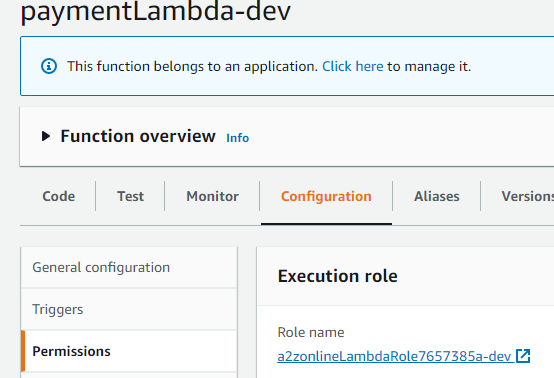 paymentLambda-dev
This function belongs to an application. Click here to manage it.
Function overview Info
Code Test Monitor Configuration Aliases Versions
General configuration
Triggers
Permissions
Execution role
Role name
a2zonlineLambdaRole7657385a-dev